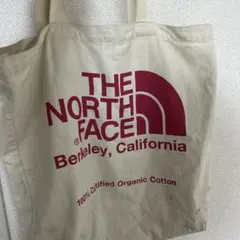 THE
NORTH
FACE
Berkeley, California
100% Certified Organic Cotton